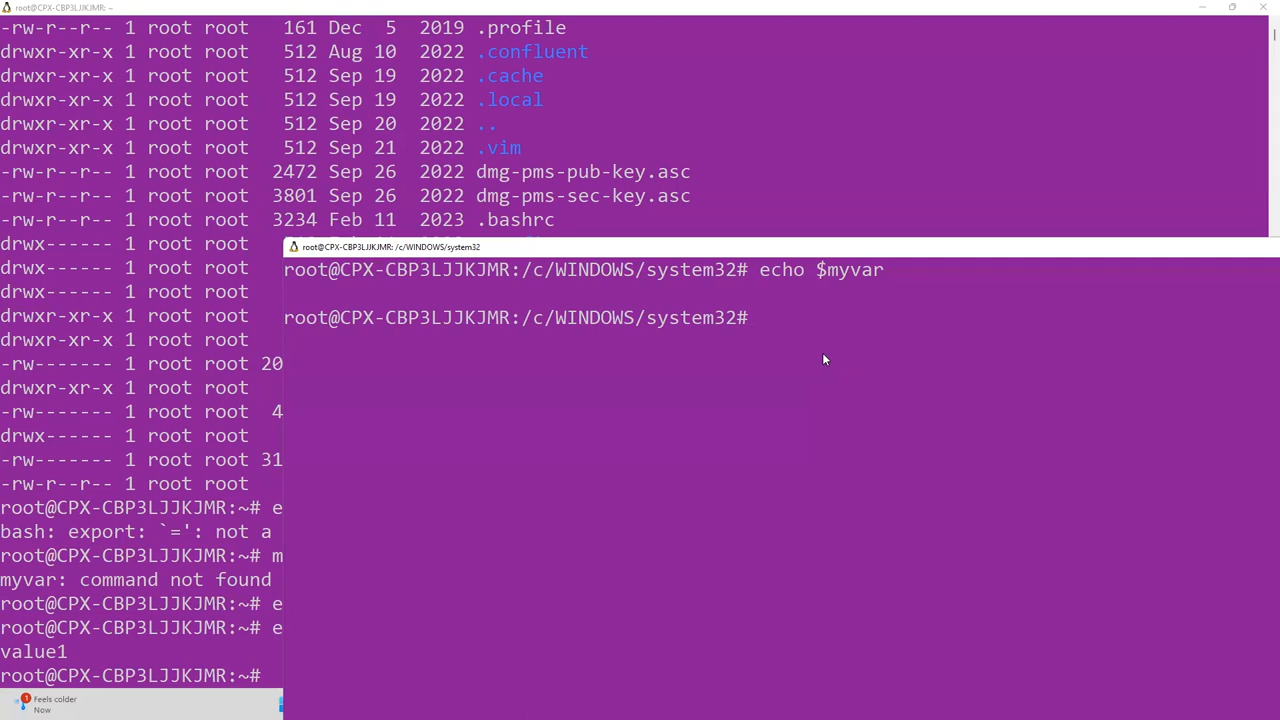 root@CPX-CBP3LJJKJMR: ~
-rw-r--r-- 1 root root   161 Dec  5  2019 .profile
drwxr-xr-x 1 root root   512 Aug 10  2022 .confluent
drwxr-xr-x 1 root root   512 Sep 19  2022 .cache
drwxr-xr-x 1 root root   512 Sep 19  2022 .local
drwxr-xr-x 1 root root   512 Sep 20  2022 ..
drwxr-xr-x 1 root root   512 Sep 21  2022 .vim
-rw-r--r-- 1 root root  2472 Sep 26  2022 dmg-pms-pub-key.asc
-rw-r--r-- 1 root root  3801 Sep 26  2022 dmg-pms-sec-key.asc
-rw-r--r-- 1 root root  3234 Feb 11  2023 .bashrc
drwx------ 1 root root
drwx------ 1 root root
drwx------ 1 root root
drwxr-xr-x 1 root root
drwxr-xr-x 1 root root
-rw------- 1 root root 20
drwxr-xr-x 1 root root
-rw------- 1 root root  4
drwx------ 1 root root
-rw------- 1 root root 31
-rw-r--r-- 1 root root
root@CPX-CBP3LJJKJMR:~# e
bash: export: `=': not a
root@CPX-CBP3LJJKJMR:~# m
myvar: command not found
root@CPX-CBP3LJJKJMR:~# e
root@CPX-CBP3LJJKJMR:~# e
value1
root@CPX-CBP3LJJKJMR:~#
root@CPX-CBP3LJJKJMR: /c/WINDOWS/system32
root@CPX-CBP3LJJKJMR:/c/WINDOWS/system32# echo $myvar
root@CPX-CBP3LJJKJMR:/c/WINDOWS/system32#
1
Feels colder
Now